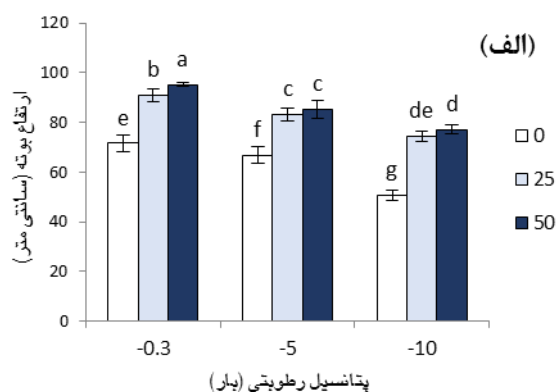 (الف)
ارتفاع بوته (سانتی متر)
120
100
80
60
40
20
0
e
b
a
f
c
c
g
de
d
0
25
50
-0.3
-5
-10
پتانسیل رطوبتی (بار)